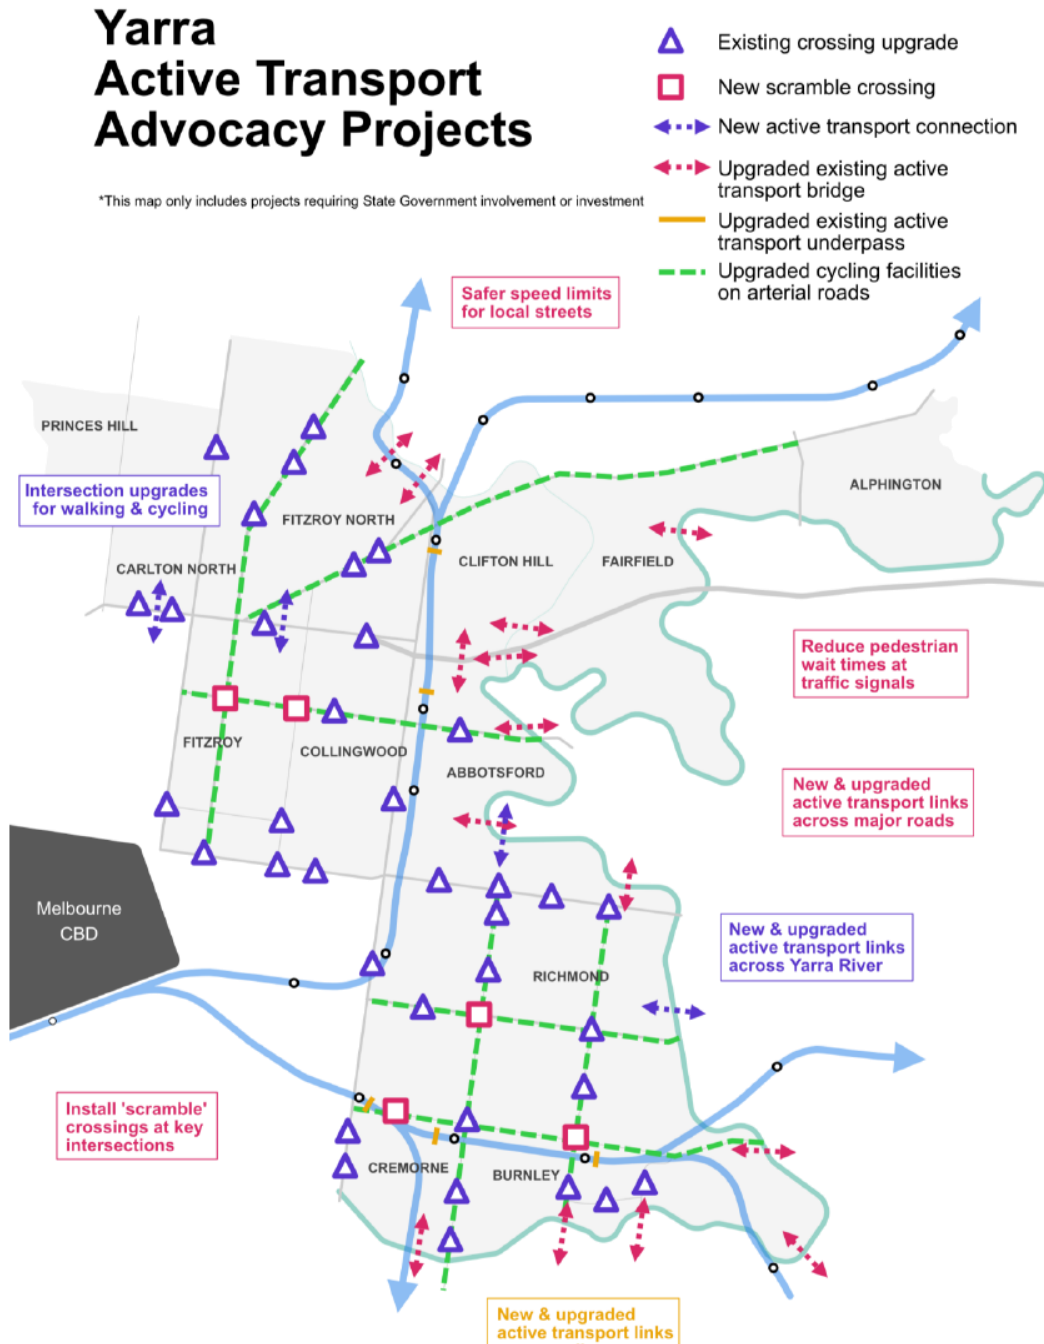 Yarra
Active Transport
Advocacy Projects
*This map only includes projects requiring State Government involvement or investment
Existing crossing upgrade
New scramble crossing
New active transport connection
Upgraded existing active
transport bridge
Upgraded existing active
transport underpass
Upgraded cycling facilities
on arterial roads
Safer speed limits
for local streets
PRINCES HILL
Intersection upgrades
for walking & cycling
FITZROY NORTH
ALPHINGTON
CARLTON NORTH
CLIFTON HILL
FAIRFIELD
Reduce pedestrian
wait times at
traffic signals
FITZROY
COLLINGWOOD
ABBOTSFORD
New & upgraded
active transport links
across major roads
Melbourne
CBD
New & upgraded
active transport links
across Yarra River
RICHMOND
Install 'scramble'
crossings at key
intersections
CREMORNE
BURNLEY
New & upgraded
active transport links